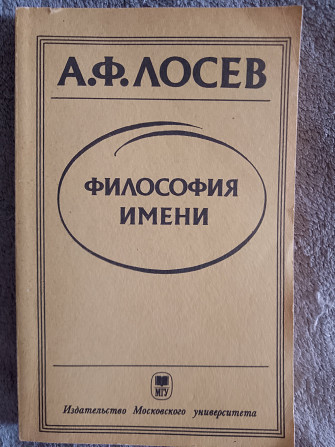 А.Ф.ЛОСЕВ
ФИЛОСОФИЯ
ИМЕНИ
МГУ
Издательство Московского университета